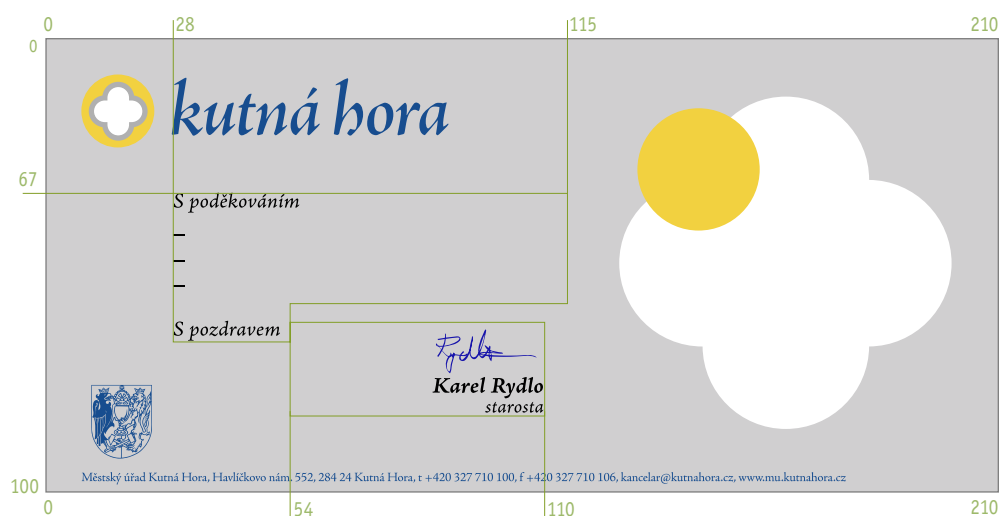 0 28 115 210
0
kutná hora
67
S poděkováním
S pozdravem
Rydlo
Karel Rydlo
starosta
Městský úřad Kutná Hora, Havlíčkovo nám. 552, 284 24 Kutná Hora, t +420 327 710 100, f +420 327 710 106, kancelar@kutnahora.cz, www.mu.kutnahora.cz
100
0 54 110 210